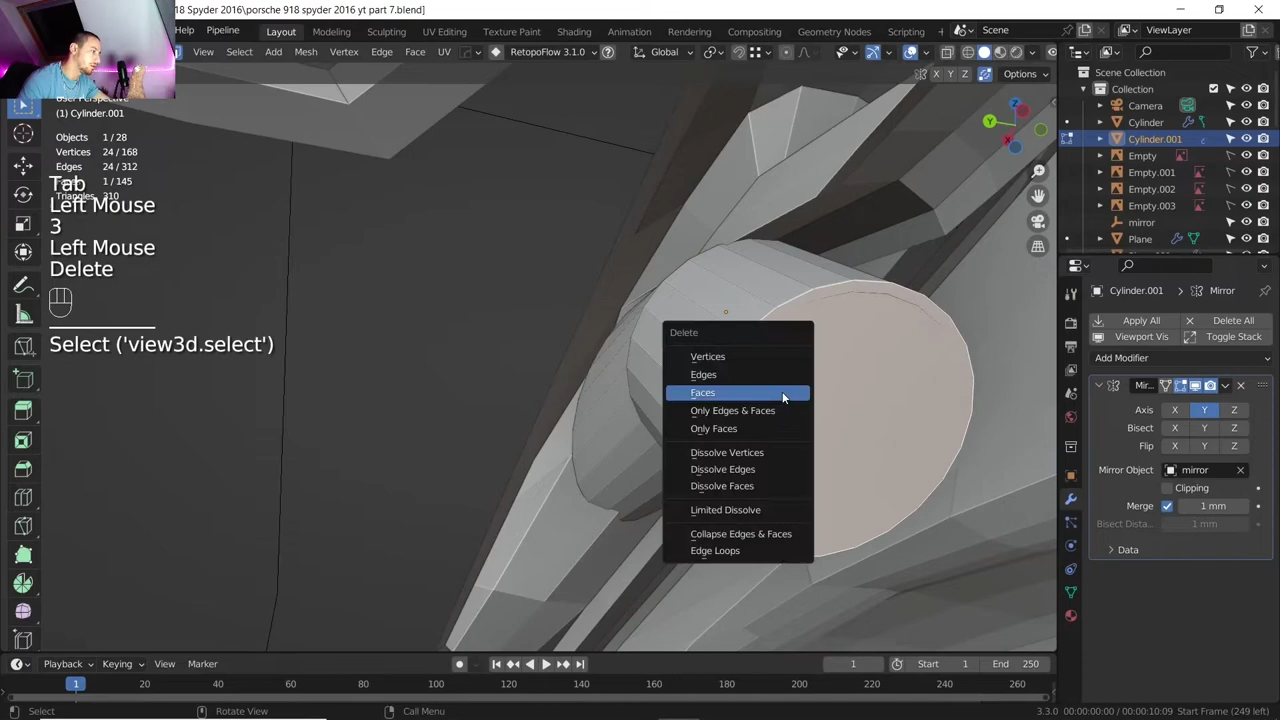 18 Spyder 2016\porsche 918 spyder 2016 yt part 7.blend]
Help Pipeline Layout Modeling Sculpting UV Editing Texture Paint Shading Animation Rendering Compositing Geometry Nodes Scripting Scene ViewLayer
View Select Add Mesh Vertex Edge Face UV RetopoFlow 3.1.0 Global
X Y Z Options
User Perspective
(1) Cylinder.001
Objects 1 / 28
Vertices 24 / 168
Edges 24 / 312
1 / 145
Triangles 310
Tab
Left Mouse
3
Left Mouse
Delete
Select ('view3d.select')
Delete
Vertices
Edges
Faces
Only Edges & Faces
Only Faces
Dissolve Vertices
Dissolve Edges
Dissolve Faces
Limited Dissolve
Collapse Edges & Faces
Edge Loops
X Y Z
Scene Collection
Collection
Camera
Cylinder
Cylinder.001
Empty
Empty.001
Empty.002
Empty.003
mirror
Plane
Cylinder.001 Mirror
Apply All Delete All
Viewport Vis Toggle Stack
Add Modifier
Mir...
Axis X Y Z
Bisect X Y Z
Flip X Y Z
Mirror Object mirror
Clipping
Merge 1 mm
Bisect Dista... 1 mm
Data
Playback Keying View Marker 1 Start 1 End 250
1 20 40 60 80 100 120 140 160 180 200 220 240 260
Select Rotate View Call Menu 3.3.0 00:00:00:00 / 00:00:10:09 Start Frame (249 left)